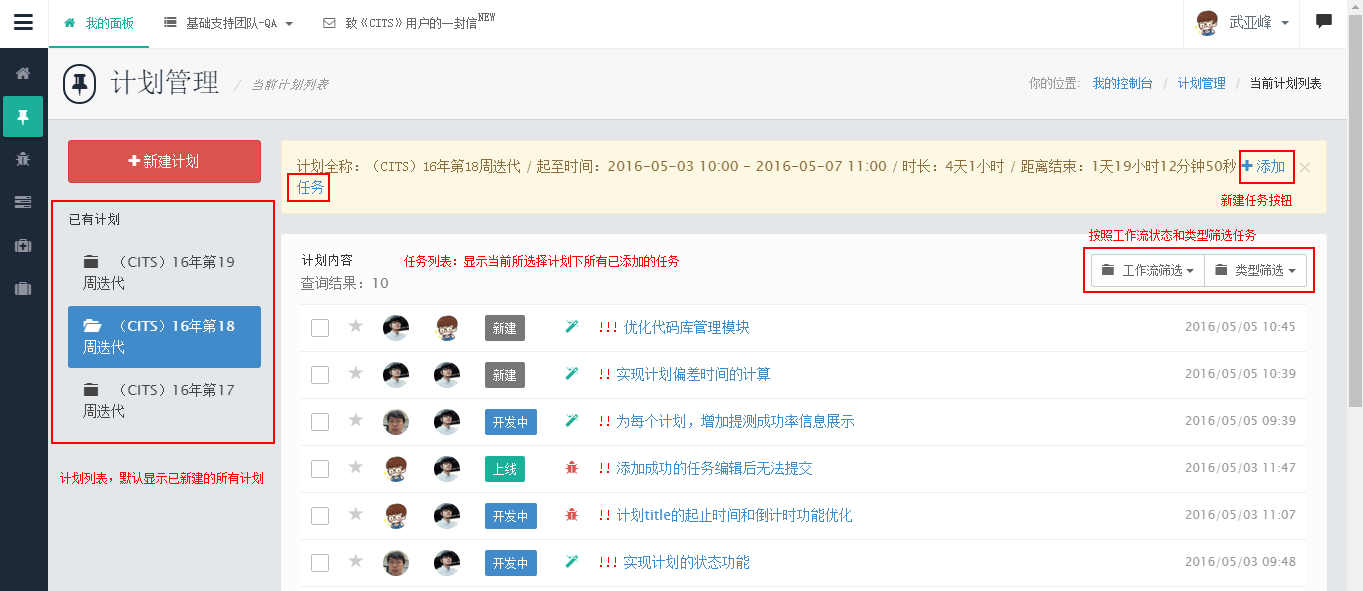 我的面板 基础支持团队-QA 致《CITS》用户的一封信NEW 武亚峰
计划管理 / 当前计划列表 你的位置: 我的控制台 / 计划管理 / 当前计划列表
新建计划
计划全称:（CITS）16年第18周迭代 / 起至时间: 2016-05-03 10:00 - 2016-05-07 11:00 / 时长: 4天1小时 / 距离结束: 1天19小时12分钟50秒 添加 ×
任务
新建任务按钮
已有计划
（CITS）16年第19
周迭代
（CITS）16年第18
周迭代
（CITS）16年第17
周迭代
计划列表，默认显示已新建的所有计划
按照工作流状态和类型筛选任务
计划内容 任务列表: 显示当前所选择计划下所有已添加的任务
查询结果: 10
工作流筛选 类型筛选
新建 !!! 优化代码库管理模块 2016/05/05 10:45
新建 !! 实现计划偏差时间的计算 2016/05/05 10:39
开发中 !! 为每个计划，增加提测成功率信息展示 2016/05/05 09:39
上线 !! 添加成功的任务编辑后无法提交 2016/05/03 11:47
开发中 !! 计划title的起止时间和倒计时功能优化 2016/05/03 11:07
开发中 !!! 实现计划的状态功能 2016/05/03 09:48